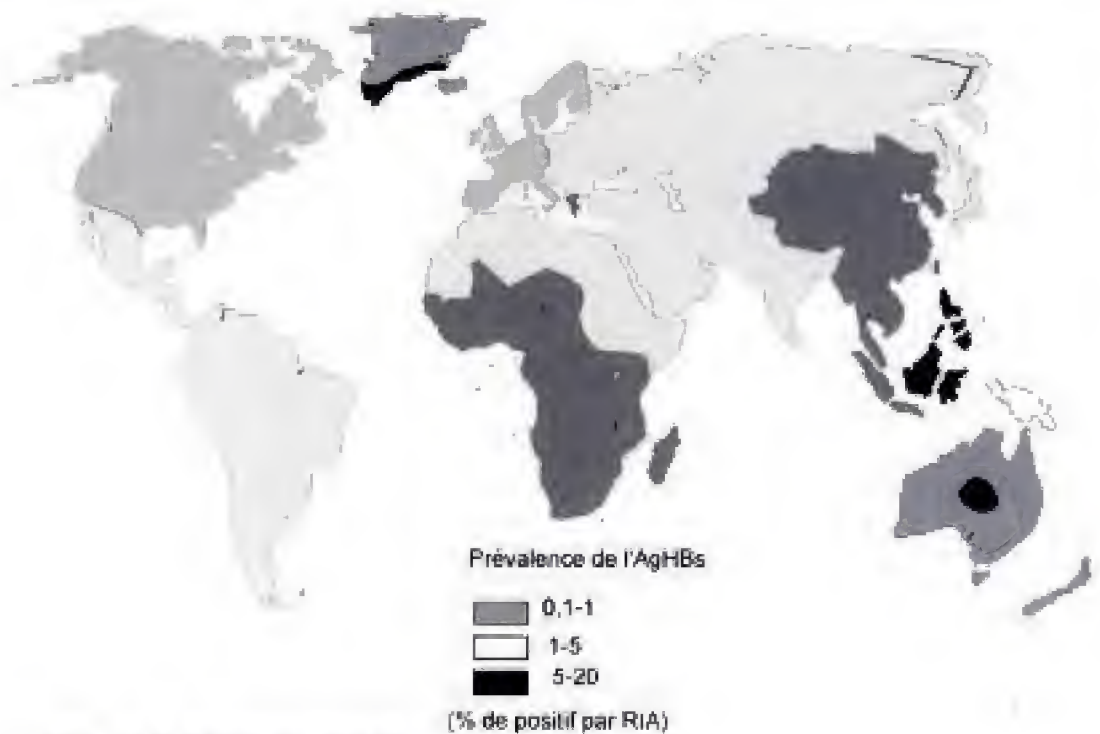 Prévalence de l'AgHBs
0,1-1
1-5
5-20
(% de positif par RIA)